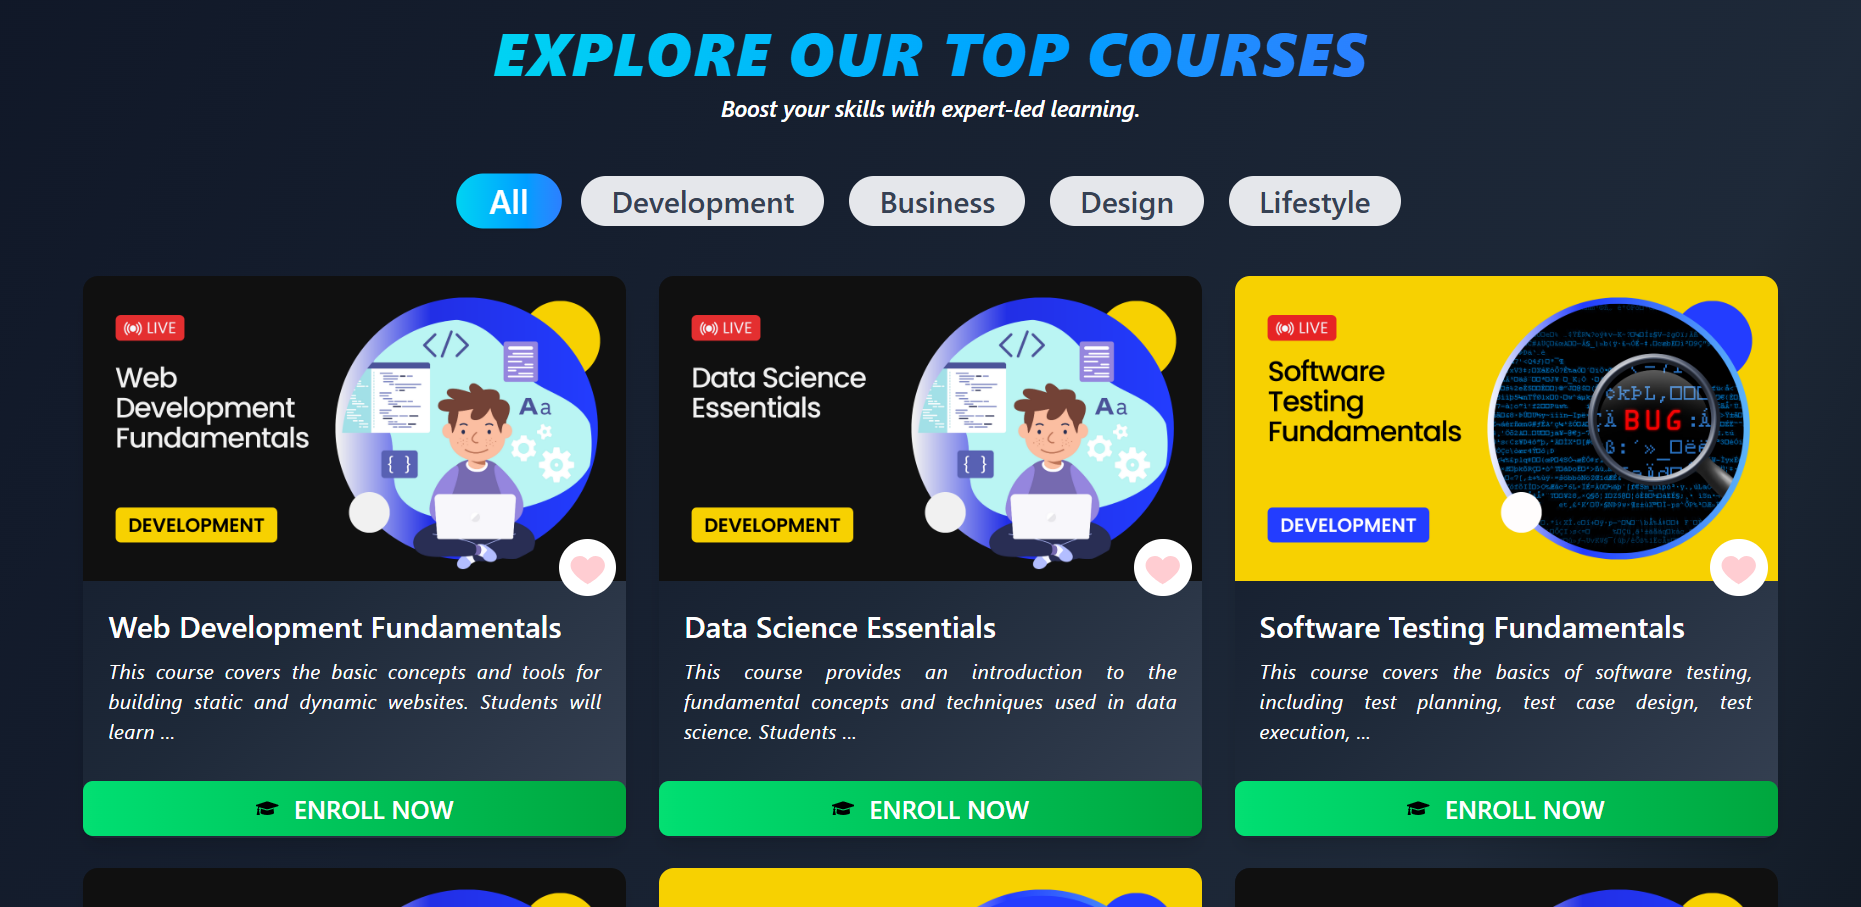 EXPLORE OUR TOP COURSES
Boost your skills with expert-led learning.
All Development Business Design Lifestyle
LIVE
Web
Development
Fundamentals
</>
Aa
{ }
DEVELOPMENT
LIVE
Data Science
Essentials
</>
Aa
{ }
DEVELOPMENT
LIVE
Software
Testing
Fundamentals
BUG
DEVELOPMENT
Web Development Fundamentals
This course covers the basic concepts and tools for
building static and dynamic websites. Students will
learn ...
ENROLL NOW
Data Science Essentials
This course provides an introduction to the
fundamental concepts and techniques used in data
science. Students ...
ENROLL NOW
Software Testing Fundamentals
This course covers the basics of software testing,
including test planning, test case design, test
execution, ...
ENROLL NOW